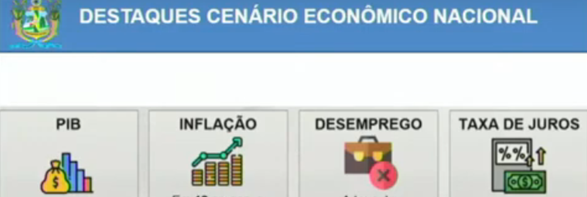 DESTAQUES CENÁRIO ECONÔMICO NACIONAL
PIB
INFLAÇÃO
DESEMPREGO
TAXA DE JUROS
%%
$